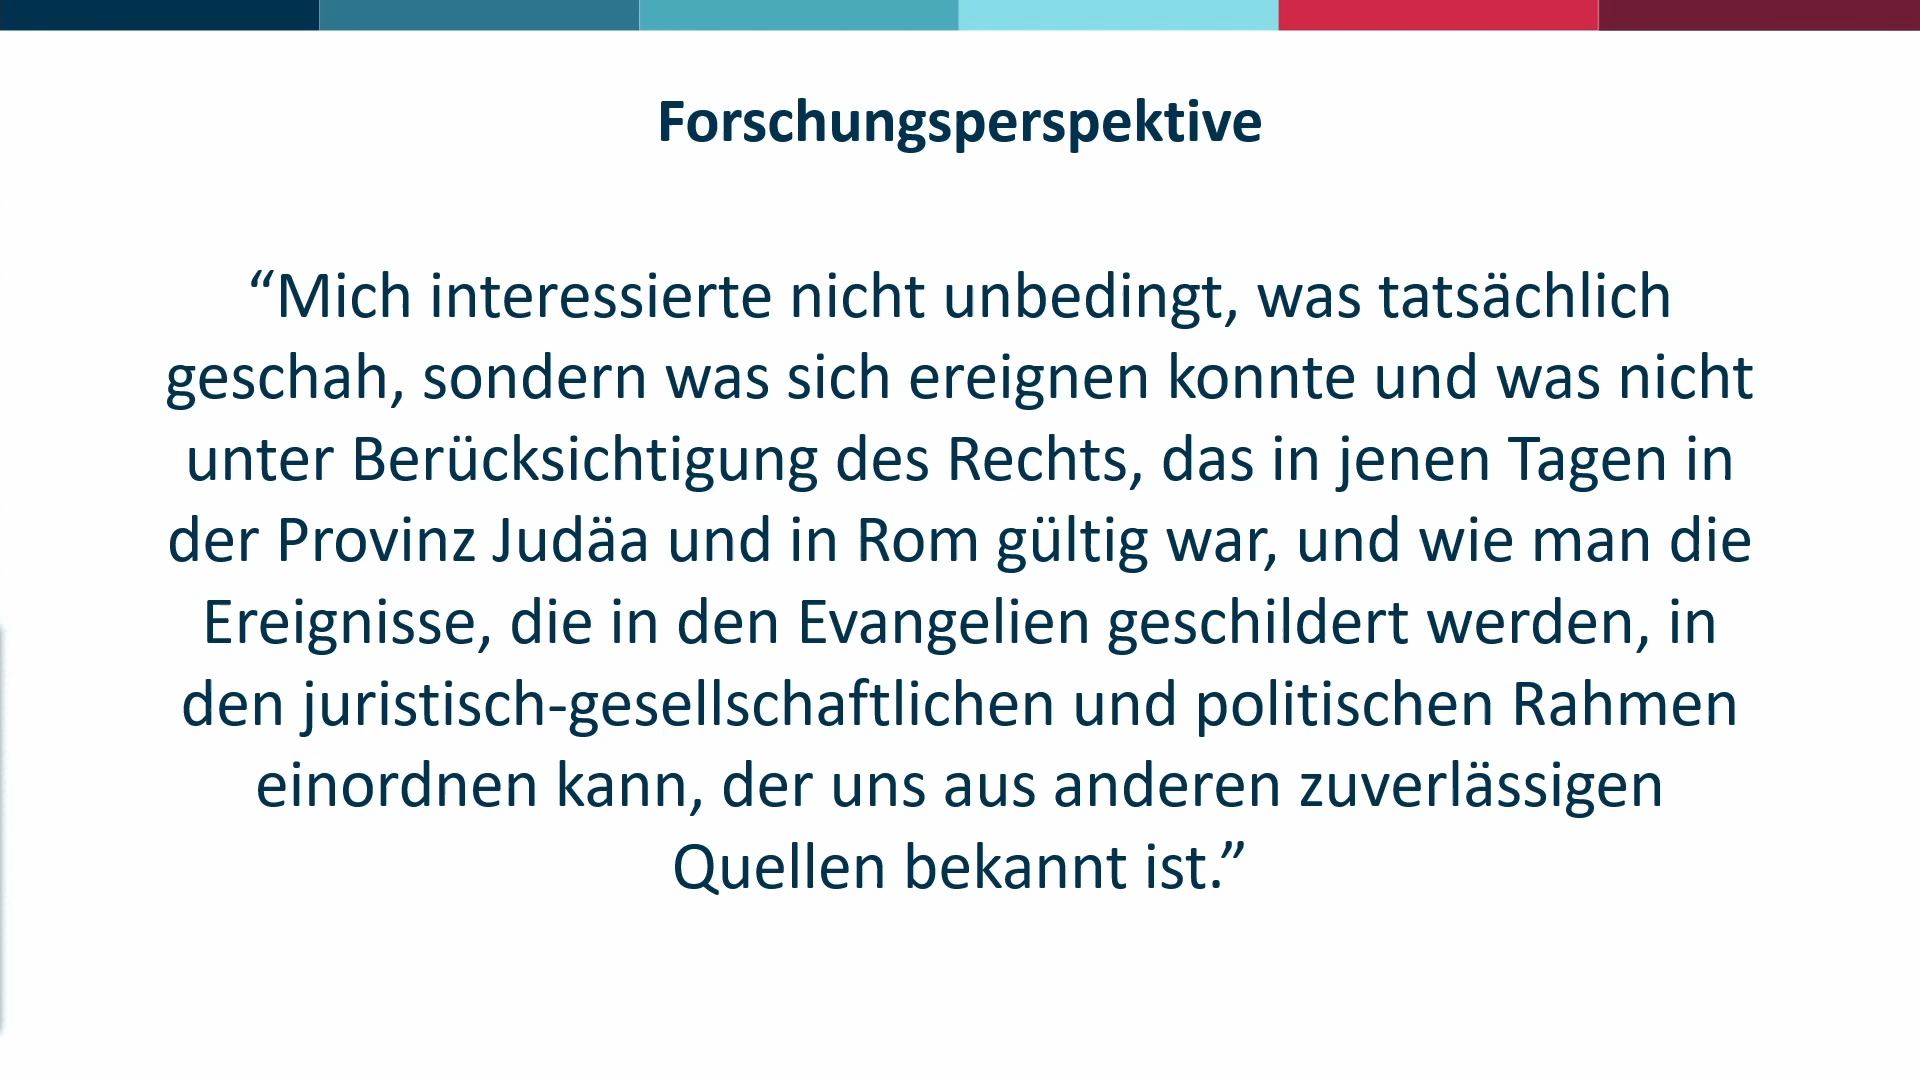 Forschungsperspektive
“Mich interessierte nicht unbedingt, was tatsächlich
geschah, sondern was sich ereignen konnte und was nicht
unter Berücksichtigung des Rechts, das in jenen Tagen in
der Provinz Judäa und in Rom gültig war, und wie man die
Ereignisse, die in den Evangelien geschildert werden, in
den juristisch-gesellschaftlichen und politischen Rahmen
einordnen kann, der uns aus anderen zuverlässigen
Quellen bekannt ist.”